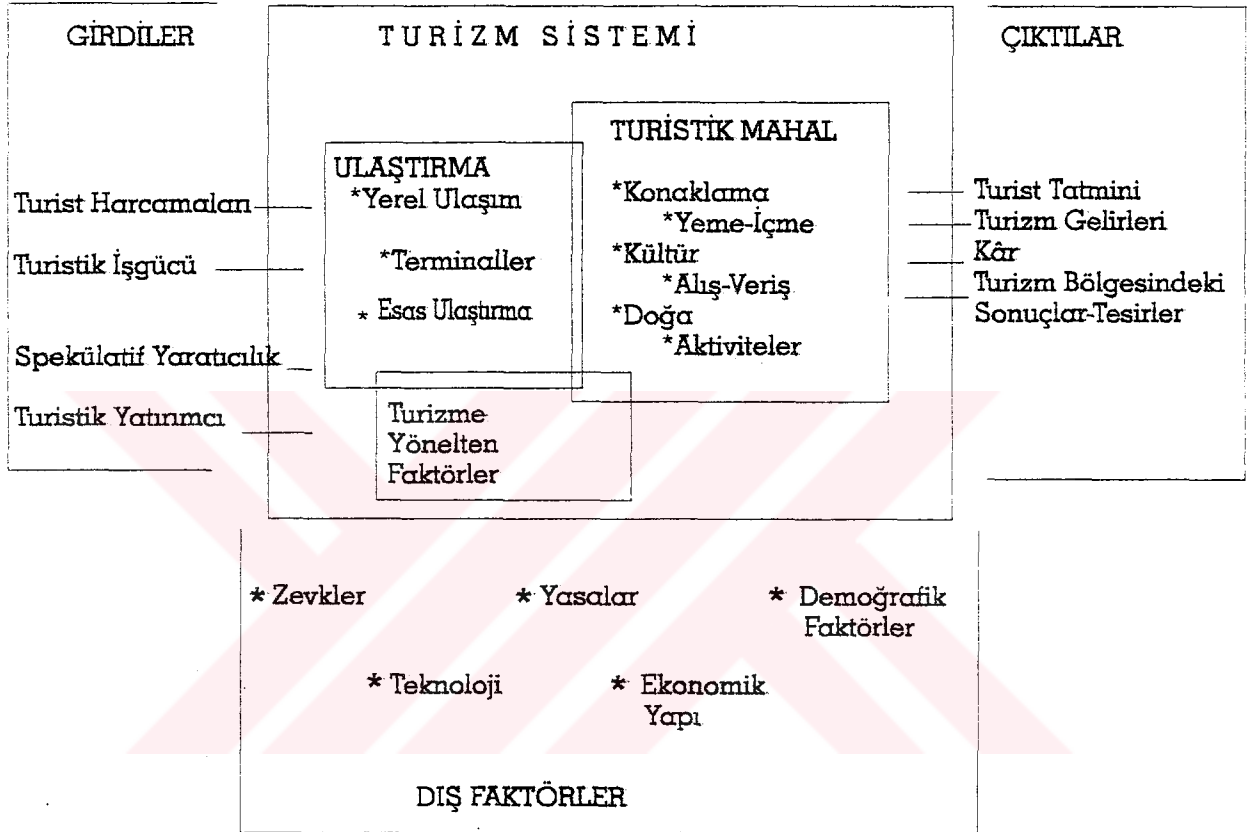 GİRDİLER
Turist Harcamaları
Turistik İşgücü
Spekülatif Yaratıcılık
Turistik Yatırımcı
TURİZM SİSTEMİ
ULAŞTIRMA
*Yerel Ulaşım
*Terminaller
* Esas Ulaştırma
TURİSTİK MAHAL
*Konaklama
*Yeme-İçme
*Kültür
*Alış-Veriş
*Doğa
*Aktiviteler
Turizme
Yönelten
Faktörler
ÇIKTILAR
Turist Tatmini
Turizm Gelirleri
Kâr
Turizm Bölgesindeki
Sonuçlar-Tesirler
* Zevkler
* Yasalar
* Demoğrafik
Faktörler
* Teknoloji
* Ekonomik
Yapı
DIŞ FAKTÖRLER